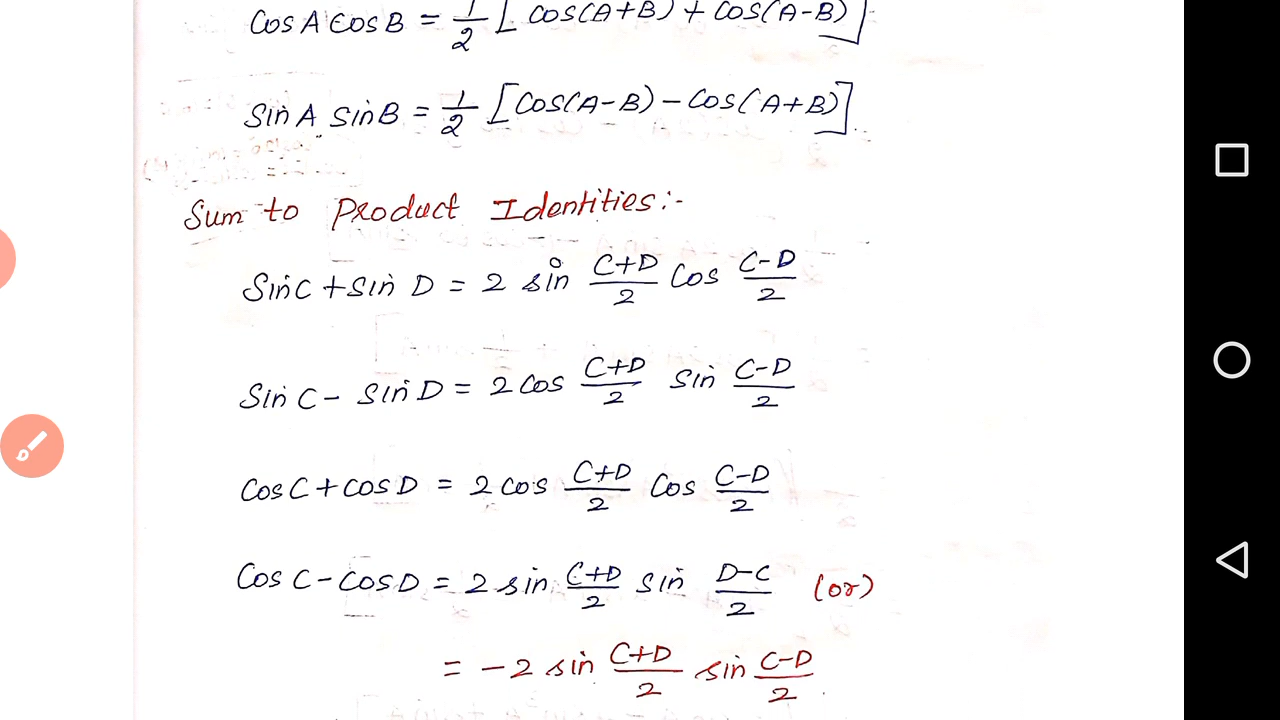 Cos A Cos B = 1/2 [Cos(A+B) + Cos(A-B)]
Sin A Sin B = 1/2 [Cos(A-B) - Cos(A+B)]
Sum to Product Identities:-
Sin C + Sin D = 2 Sin (C+D)/2 Cos (C-D)/2
Sin C - Sin D = 2 Cos (C+D)/2 Sin (C-D)/2
Cos C + Cos D = 2 Cos (C+D)/2 Cos (C-D)/2
Cos C - Cos D = 2 Sin (C+D)/2 Sin (D-C)/2 (or)
= -2 Sin (C+D)/2 Sin (C-D)/2